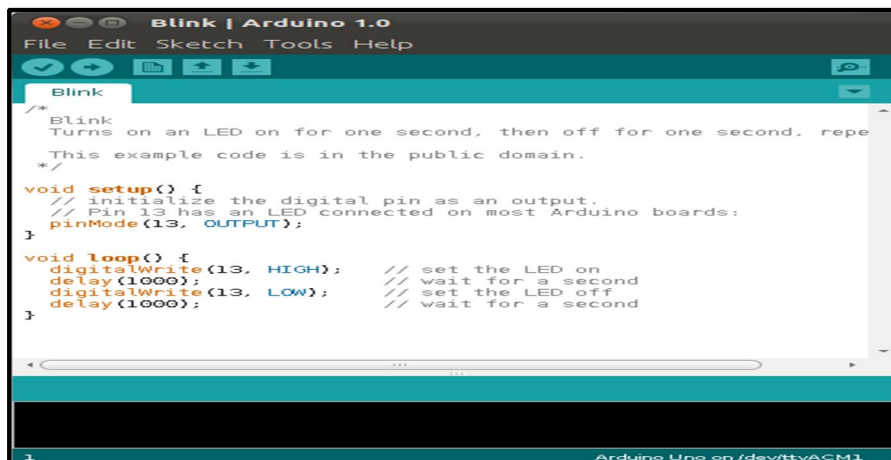 Blink | Arduino 1.0
File Edit Sketch Tools Help
Blink
/*
  Blink
  Turns on an LED on for one second, then off for one second, repe
  This example code is in the public domain.
 */
void setup() {
  // initialize the digital pin as an output.
  // Pin 13 has an LED connected on most Arduino boards:
  pinMode(13, OUTPUT);
}
void loop() {
  digitalWrite(13, HIGH);   // set the LED on
  delay(1000);              // wait for a second
  digitalWrite(13, LOW);    // set the LED off
  delay(1000);              // wait for a second
}
1
Arduino Uno on /dev/ttyACM1